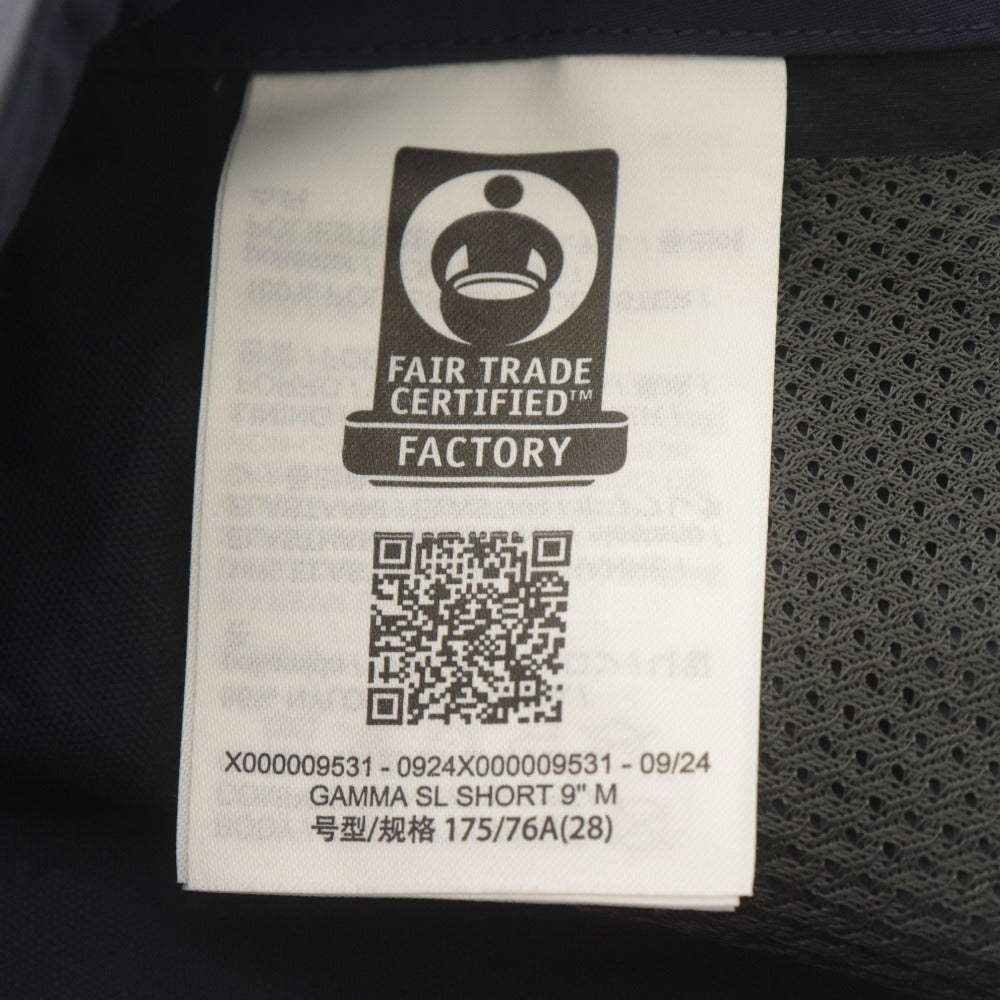 FAIR TRADE
CERTIFIED™
FACTORY
X000009531 - 0924X000009531 - 09/24
GAMMA SL SHORT 9" M
号型/规格 175/76A(28)